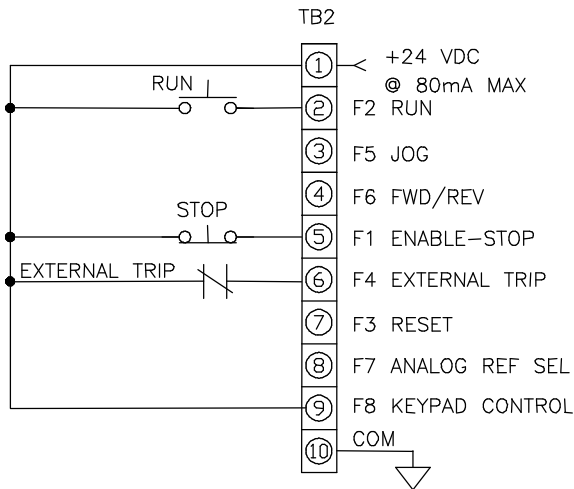 TB2
1 +24 VDC
@ 80mA MAX
RUN
2 F2 RUN
3 F5 JOG
4 F6 FWD/REV
STOP
5 F1 ENABLE-STOP
EXTERNAL TRIP
6 F4 EXTERNAL TRIP
7 F3 RESET
8 F7 ANALOG REF SEL
9 F8 KEYPAD CONTROL
10 COM